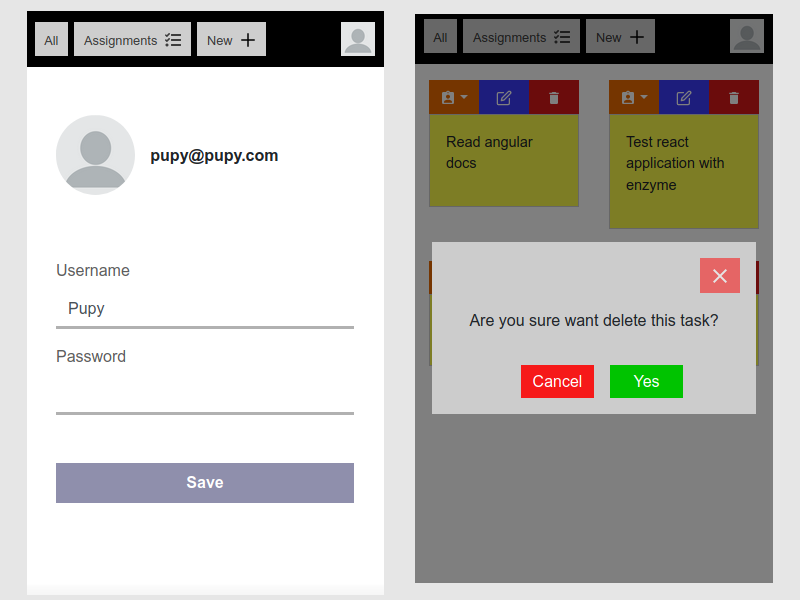 All
Assignments
New
pupy@pupy.com
Username
Pupy
Password
Save
All
Assignments
New
Read angular
docs
Test react
application with
enzyme
Are you sure want delete this task?
Cancel
Yes